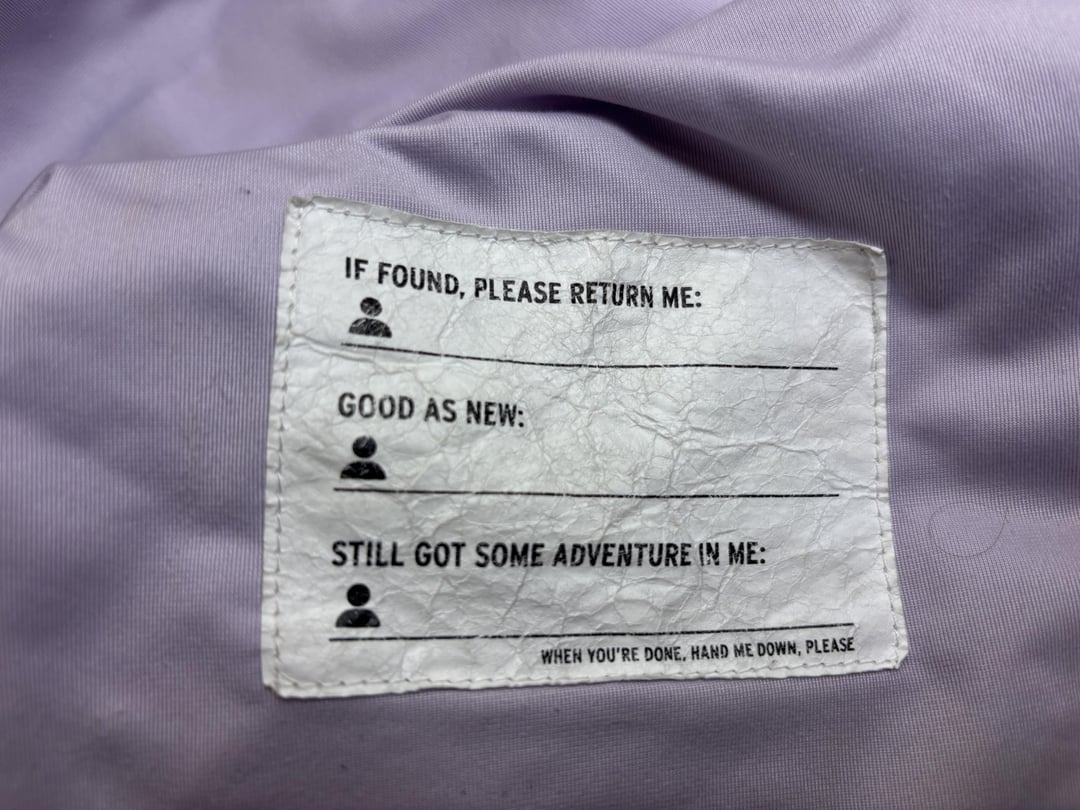 IF FOUND, PLEASE RETURN ME:
GOOD AS NEW:
STILL GOT SOME ADVENTURE IN ME:
WHEN YOU'RE DONE, HAND ME DOWN, PLEASE